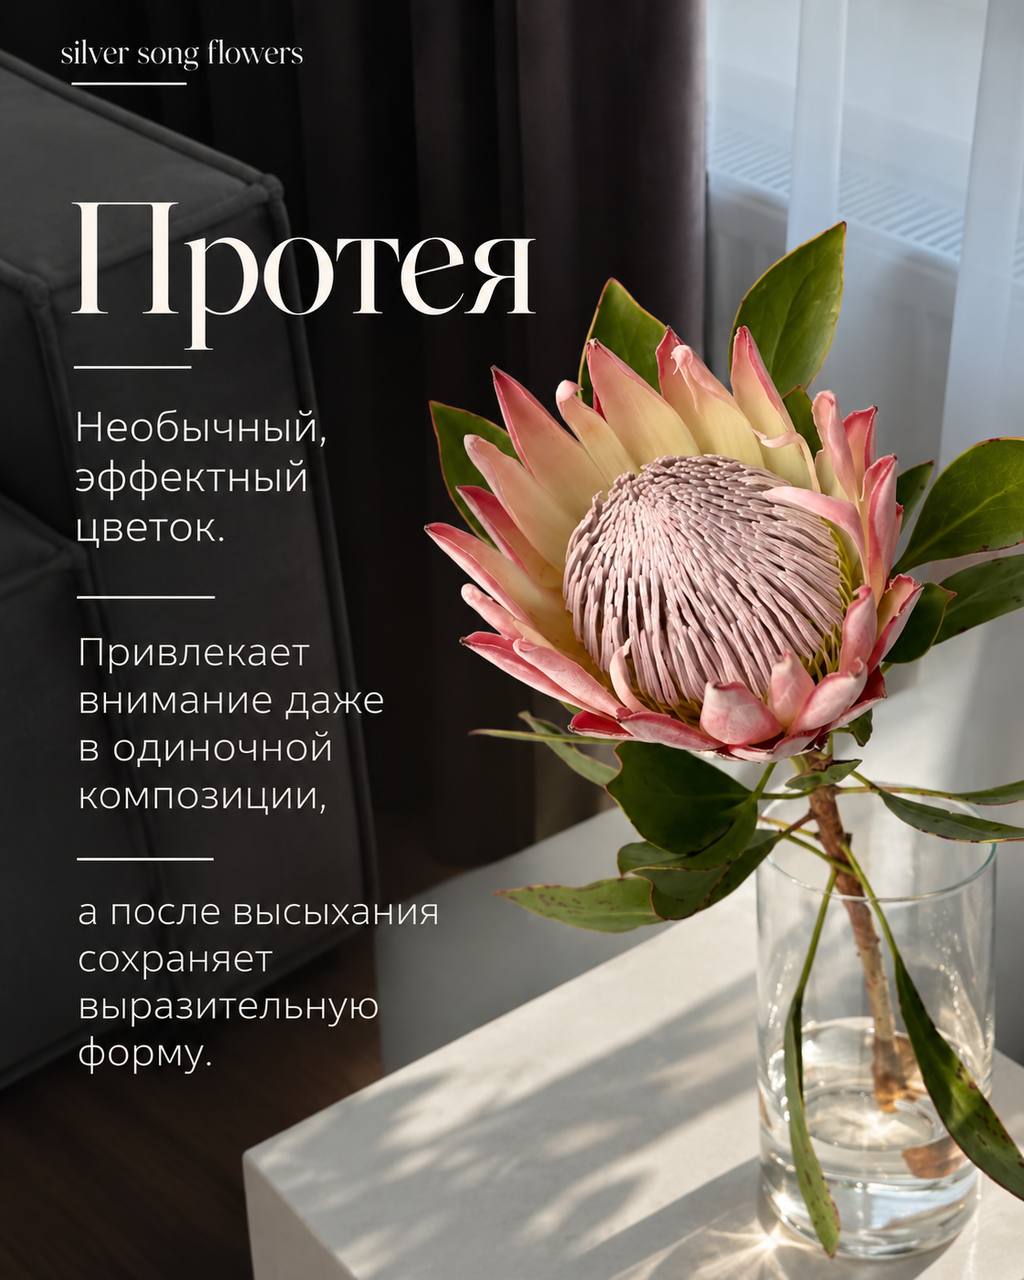 silver song flowers
Протея
Необычный,
эффектный
цветок.
Привлекает
внимание даже
в одиночной
композиции,
а после высыхания
сохраняет
выразительную
форму.